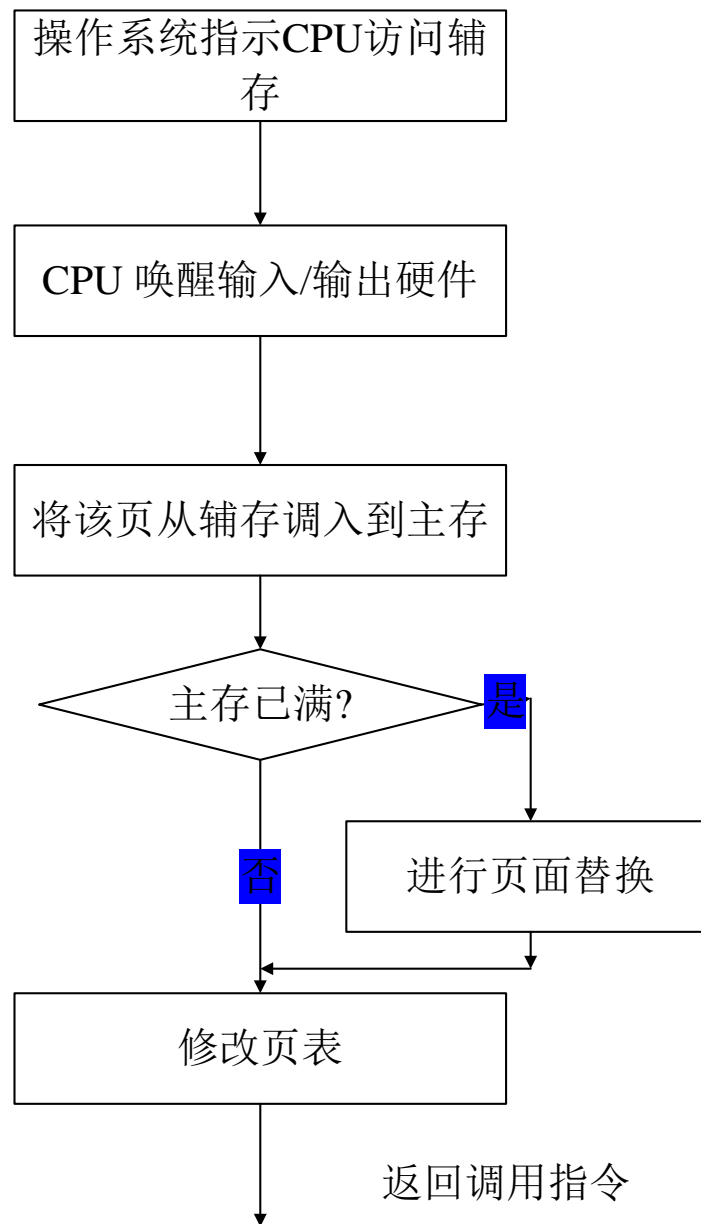 操作系统指示CPU访问辅
存
CPU 唤醒输入/输出硬件
将该页从辅存调入到主存
主存已满?
是
否
进行页面替换
修改页表
返回调用指令